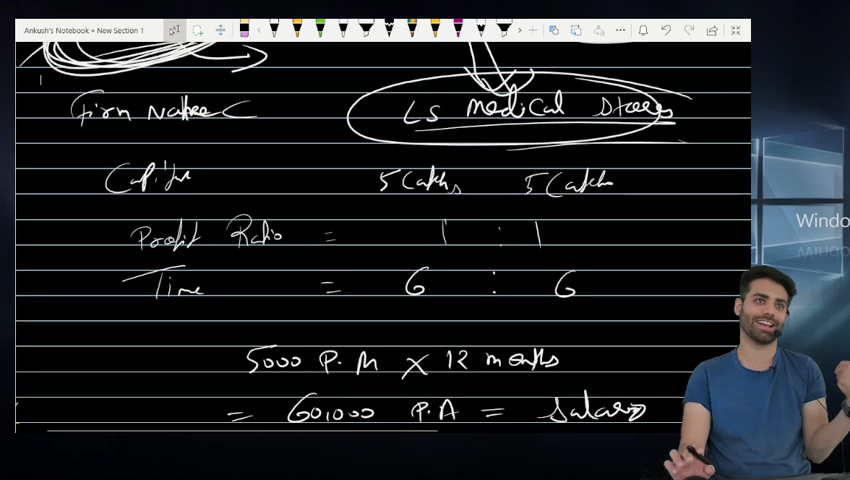 Ankush's Notebook » New Section 1
Firm Name LS Medical Stores
Capital 5 Lakhs 5 Lakhs
Profit Ratio = 1 : 1
Windo
Time = 6 : 6
5000 P.M × 12 months
= 60,000 P.A = Salary